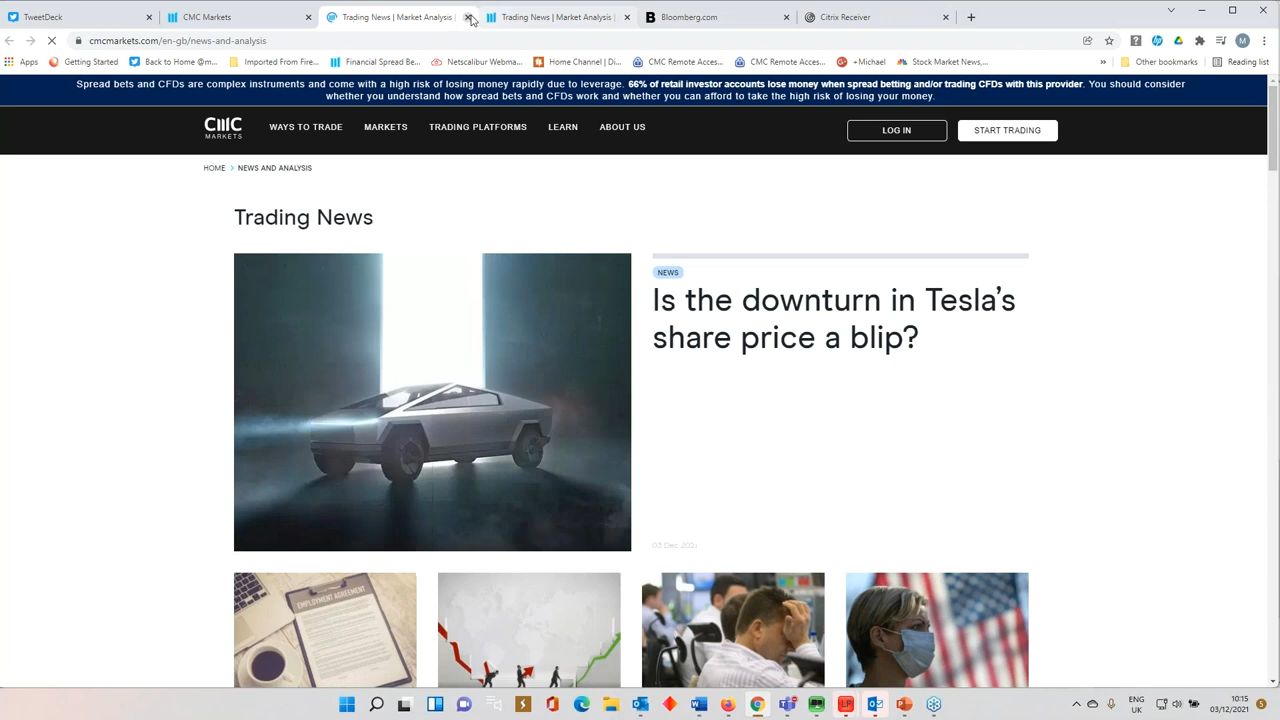 TweetDeck
CMC Markets
Trading News | Market Analysis |
Trading News | Market Analysis |
Bloomberg.com
Citrix Receiver
cmcmarkets.com/en-gb/news-and-analysis
M
Apps
Getting Started
Back to Home @m...
Imported From Fire...
Financial Spread Be...
Netscalibur Webma...
Home Channel | Di...
CMC Remote Acces...
CMC Remote Acces...
+Michael
Stock Market News,...
»
Other bookmarks
Reading list
Spread bets and CFDs are complex instruments and come with a high risk of losing money rapidly due to leverage. 66% of retail investor accounts lose money when spread betting and/or trading CFDs with this provider. You should consider
whether you understand how spread bets and CFDs work and whether you can afford to take the high risk of losing your money.
CMC
MARKETS
WAYS TO TRADE
MARKETS
TRADING PLATFORMS
LEARN
ABOUT US
LOG IN
START TRADING
HOME > NEWS AND ANALYSIS
Trading News
NEWS
Is the downturn in Tesla's
share price a blip?
03 Dec 2021
EMPLOYMENT AGREEMENT
ENG
UK
10:15
03/12/2021